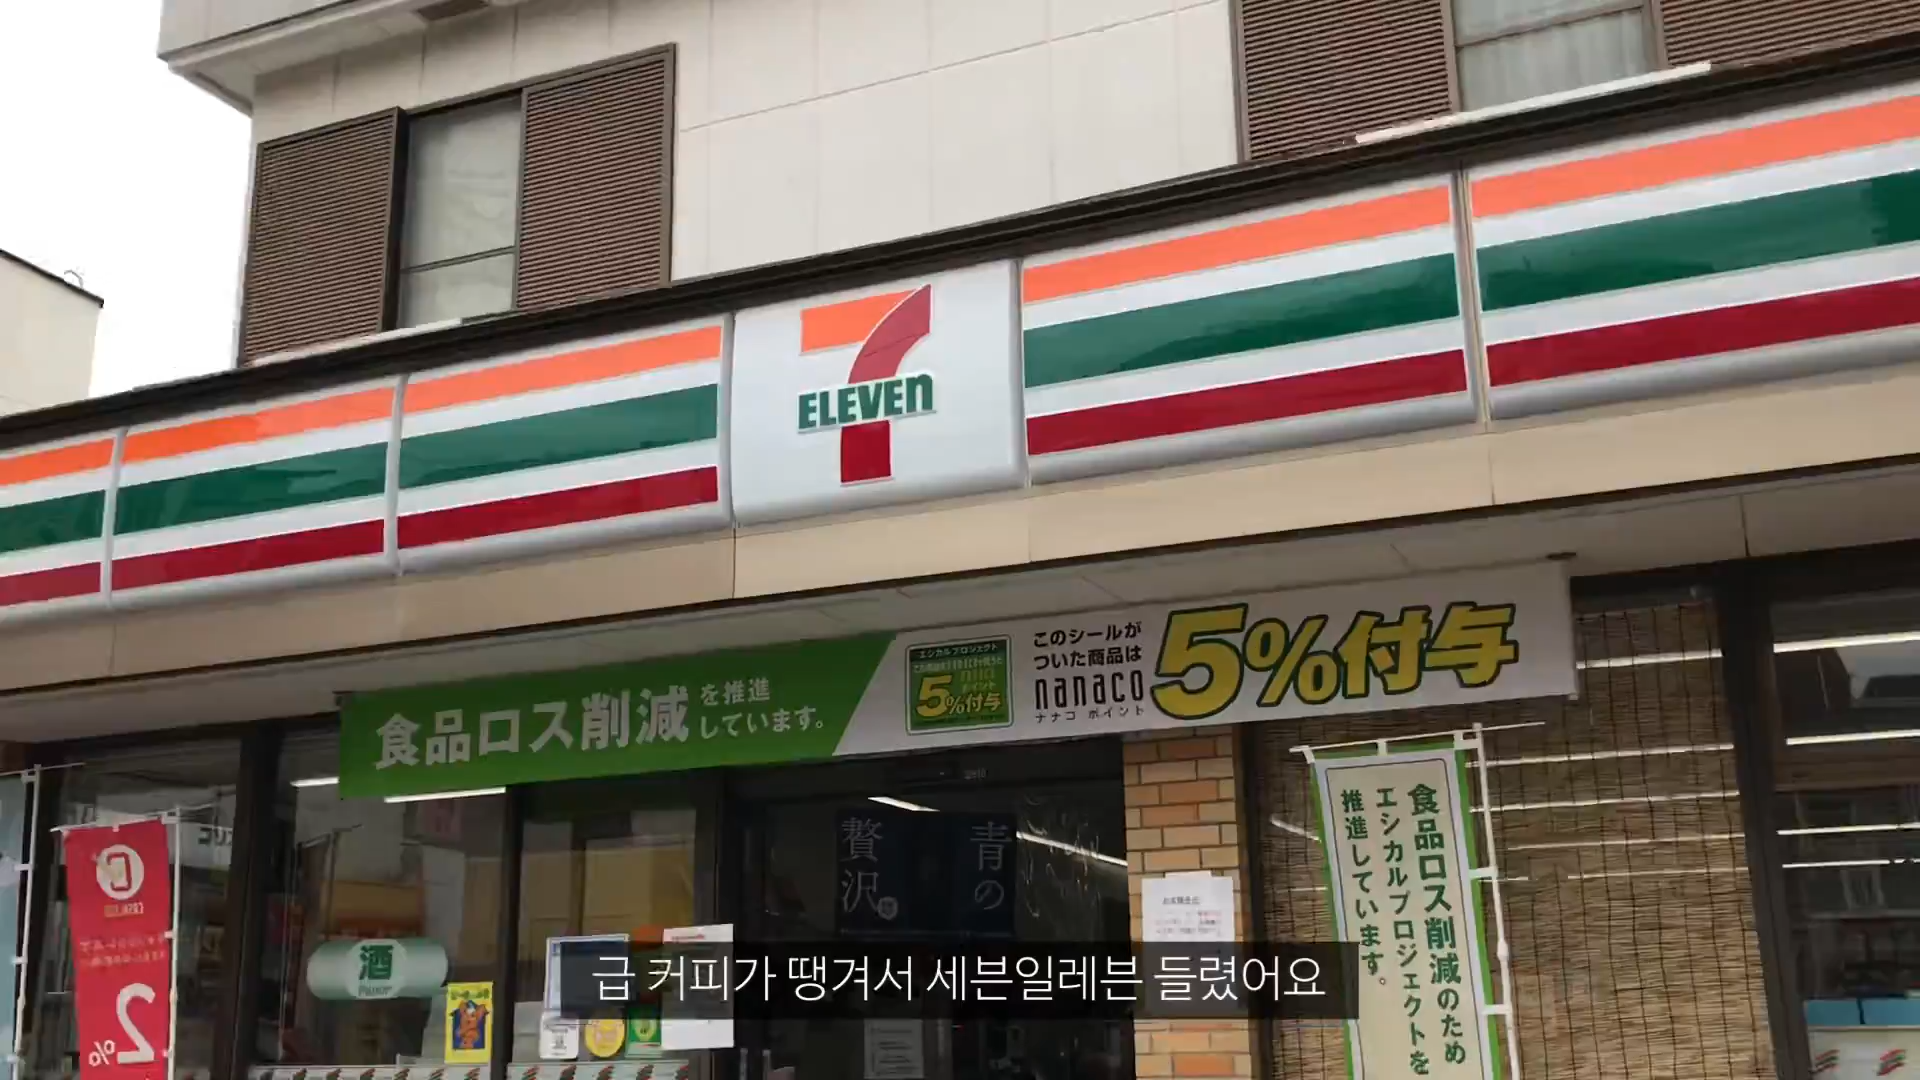 ELEVEn
食品ロス削減を推進しています。
エシカルプロジェクト
5%付与
このシールが
ついた商品は
nanaco
ナナコ ポイント
5%付与
青の
贅沢
食品ロス削減のため
エシカルプロジェクトを
推進しています。
酒
2%
급 커피가 땡겨서 세븐일레븐 들렸어요